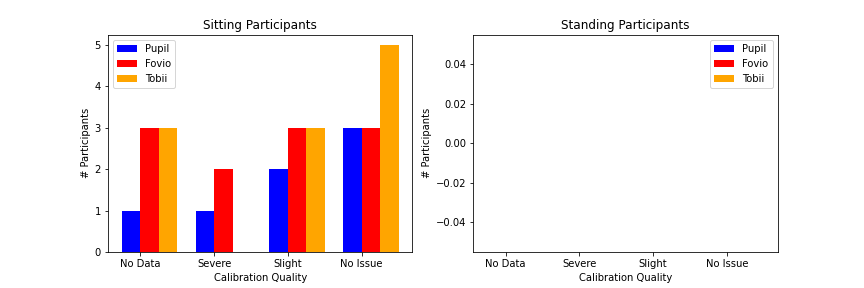 Sitting Participants
Pupil
Fovio
Tobii
# Participants
5
4
3
2
1
0
No Data Severe Slight No Issue
Calibration Quality
Standing Participants
Pupil
Fovio
Tobii
# Participants
0.04
0.02
0.00
−0.02
−0.04
No Data Severe Slight No Issue
Calibration Quality